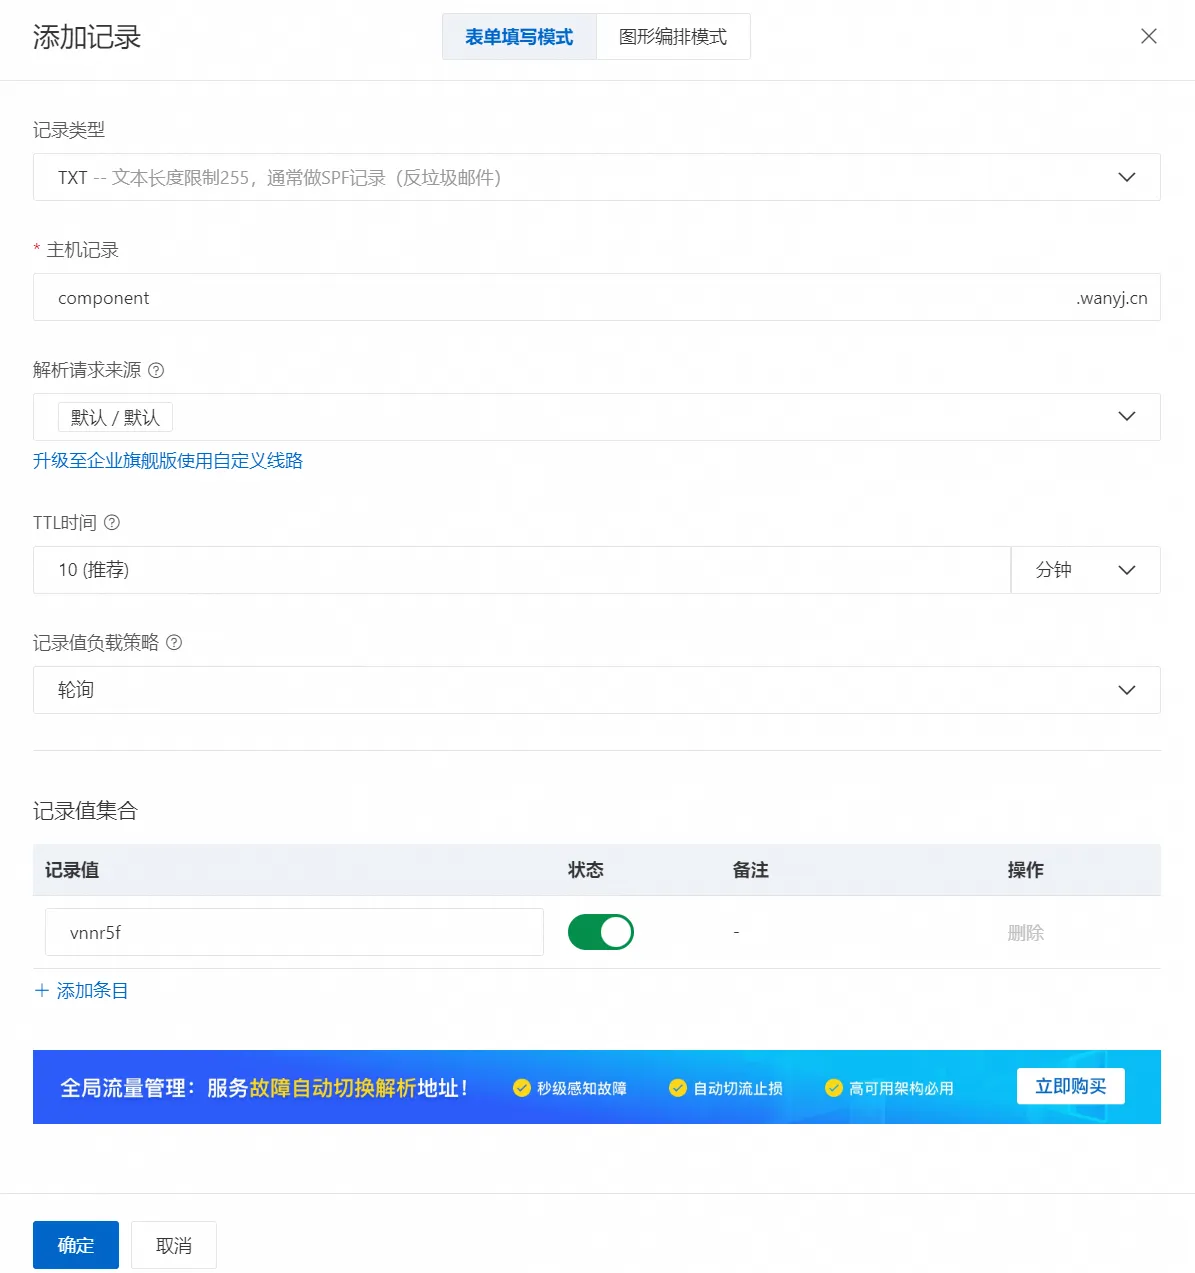 添加记录
表单填写模式
图形编排模式
记录类型
TXT -- 文本长度限制255，通常做SPF记录（反垃圾邮件）
* 主机记录
component
.wanyj.cn
解析请求来源 ?
默认 / 默认
升级至企业旗舰版使用自定义线路
TTL时间 ?
10 (推荐)
分钟
记录值负载策略 ?
轮询
记录值集合
记录值 状态 备注 操作
vnnr5f - 删除
+ 添加条目
全局流量管理：服务故障自动切换解析地址！ 秒级感知故障 自动切流止损 高可用架构必用 立即购买
确定 取消